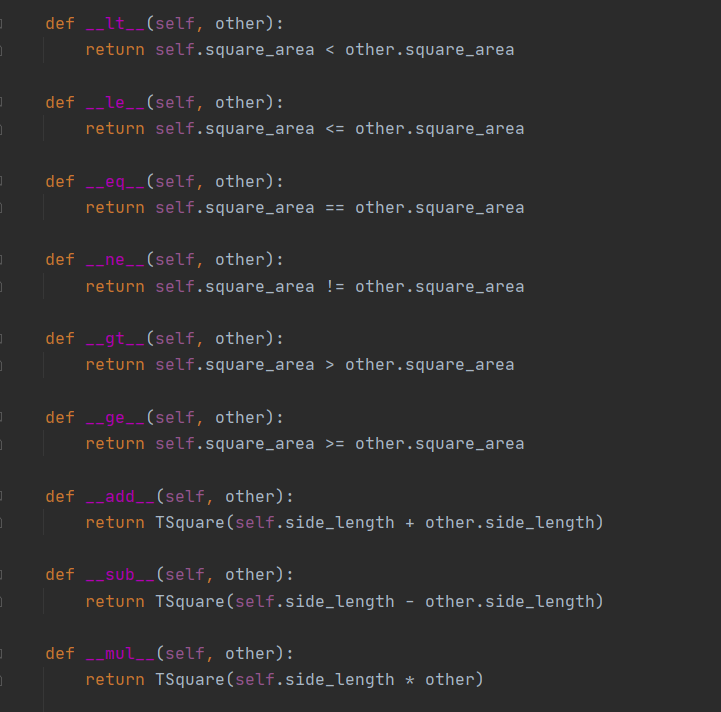 def __lt__(self, other):
return self.square_area < other.square_area
def __le__(self, other):
return self.square_area <= other.square_area
def __eq__(self, other):
return self.square_area == other.square_area
def __ne__(self, other):
return self.square_area != other.square_area
def __gt__(self, other):
return self.square_area > other.square_area
def __ge__(self, other):
return self.square_area >= other.square_area
def __add__(self, other):
return TSquare(self.side_length + other.side_length)
def __sub__(self, other):
return TSquare(self.side_length - other.side_length)
def __mul__(self, other):
return TSquare(self.side_length * other)